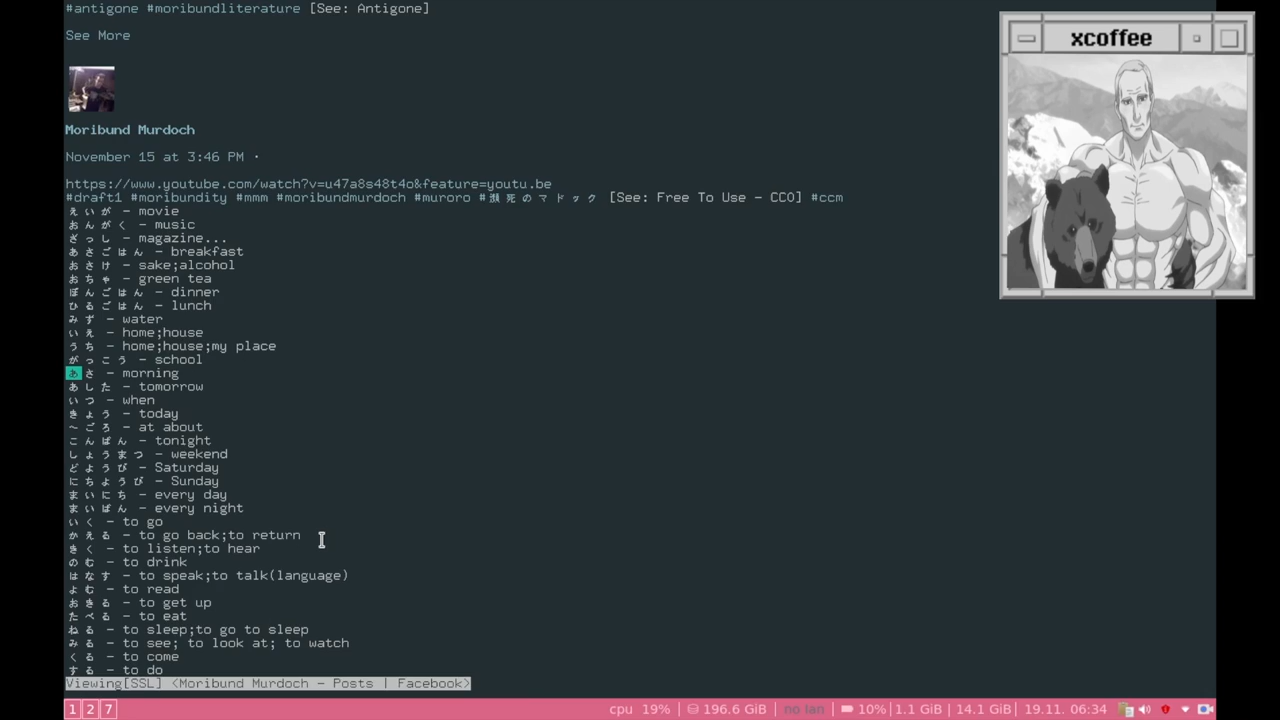 #antigone #moribundliterature [See: Antigone]
See More
Moribund Murdoch
November 15 at 3:46 PM ·
https://www.youtube.com/watch?v=u47a8s48t4o&feature=youtu.be
#draft1 #moribundity #mmm #moribundmurdoch #muroro #瀕死のマドック [See: Free To Use - CC0] #ccm
えいが - movie
おんがく - music
ざっし - magazine...
あさごはん - breakfast
おさけ - sake;alcohol
おちゃ - green tea
ばんごはん - dinner
ひるごはん - lunch
みず - water
いえ - home;house
うち - home;house;my place
がっこう - school
あさ - morning
あした - tomorrow
いつ - when
きょう - today
~ごろ - at about
こんばん - tonight
しょうまつ - weekend
どようび - Saturday
にちようび - Sunday
まいにち - every day
まいばん - every night
いく - to go
かえる - to go back;to return
きく - to listen;to hear
のむ - to drink
はなす - to speak;to talk(language)
よむ - to read
おきる - to get up
たべる - to eat
ねる - to sleep;to go to sleep
みる - to see; to look at; to watch
くる - to come
する - to do
Viewing[SSL] <Moribund Murdoch - Posts | Facebook>
xcoffee
1 2 7
cpu 19% | 196.6 GiB | no lan | 10% | 1.1 GiB | 14.1 GiB | 19.11. 06:34